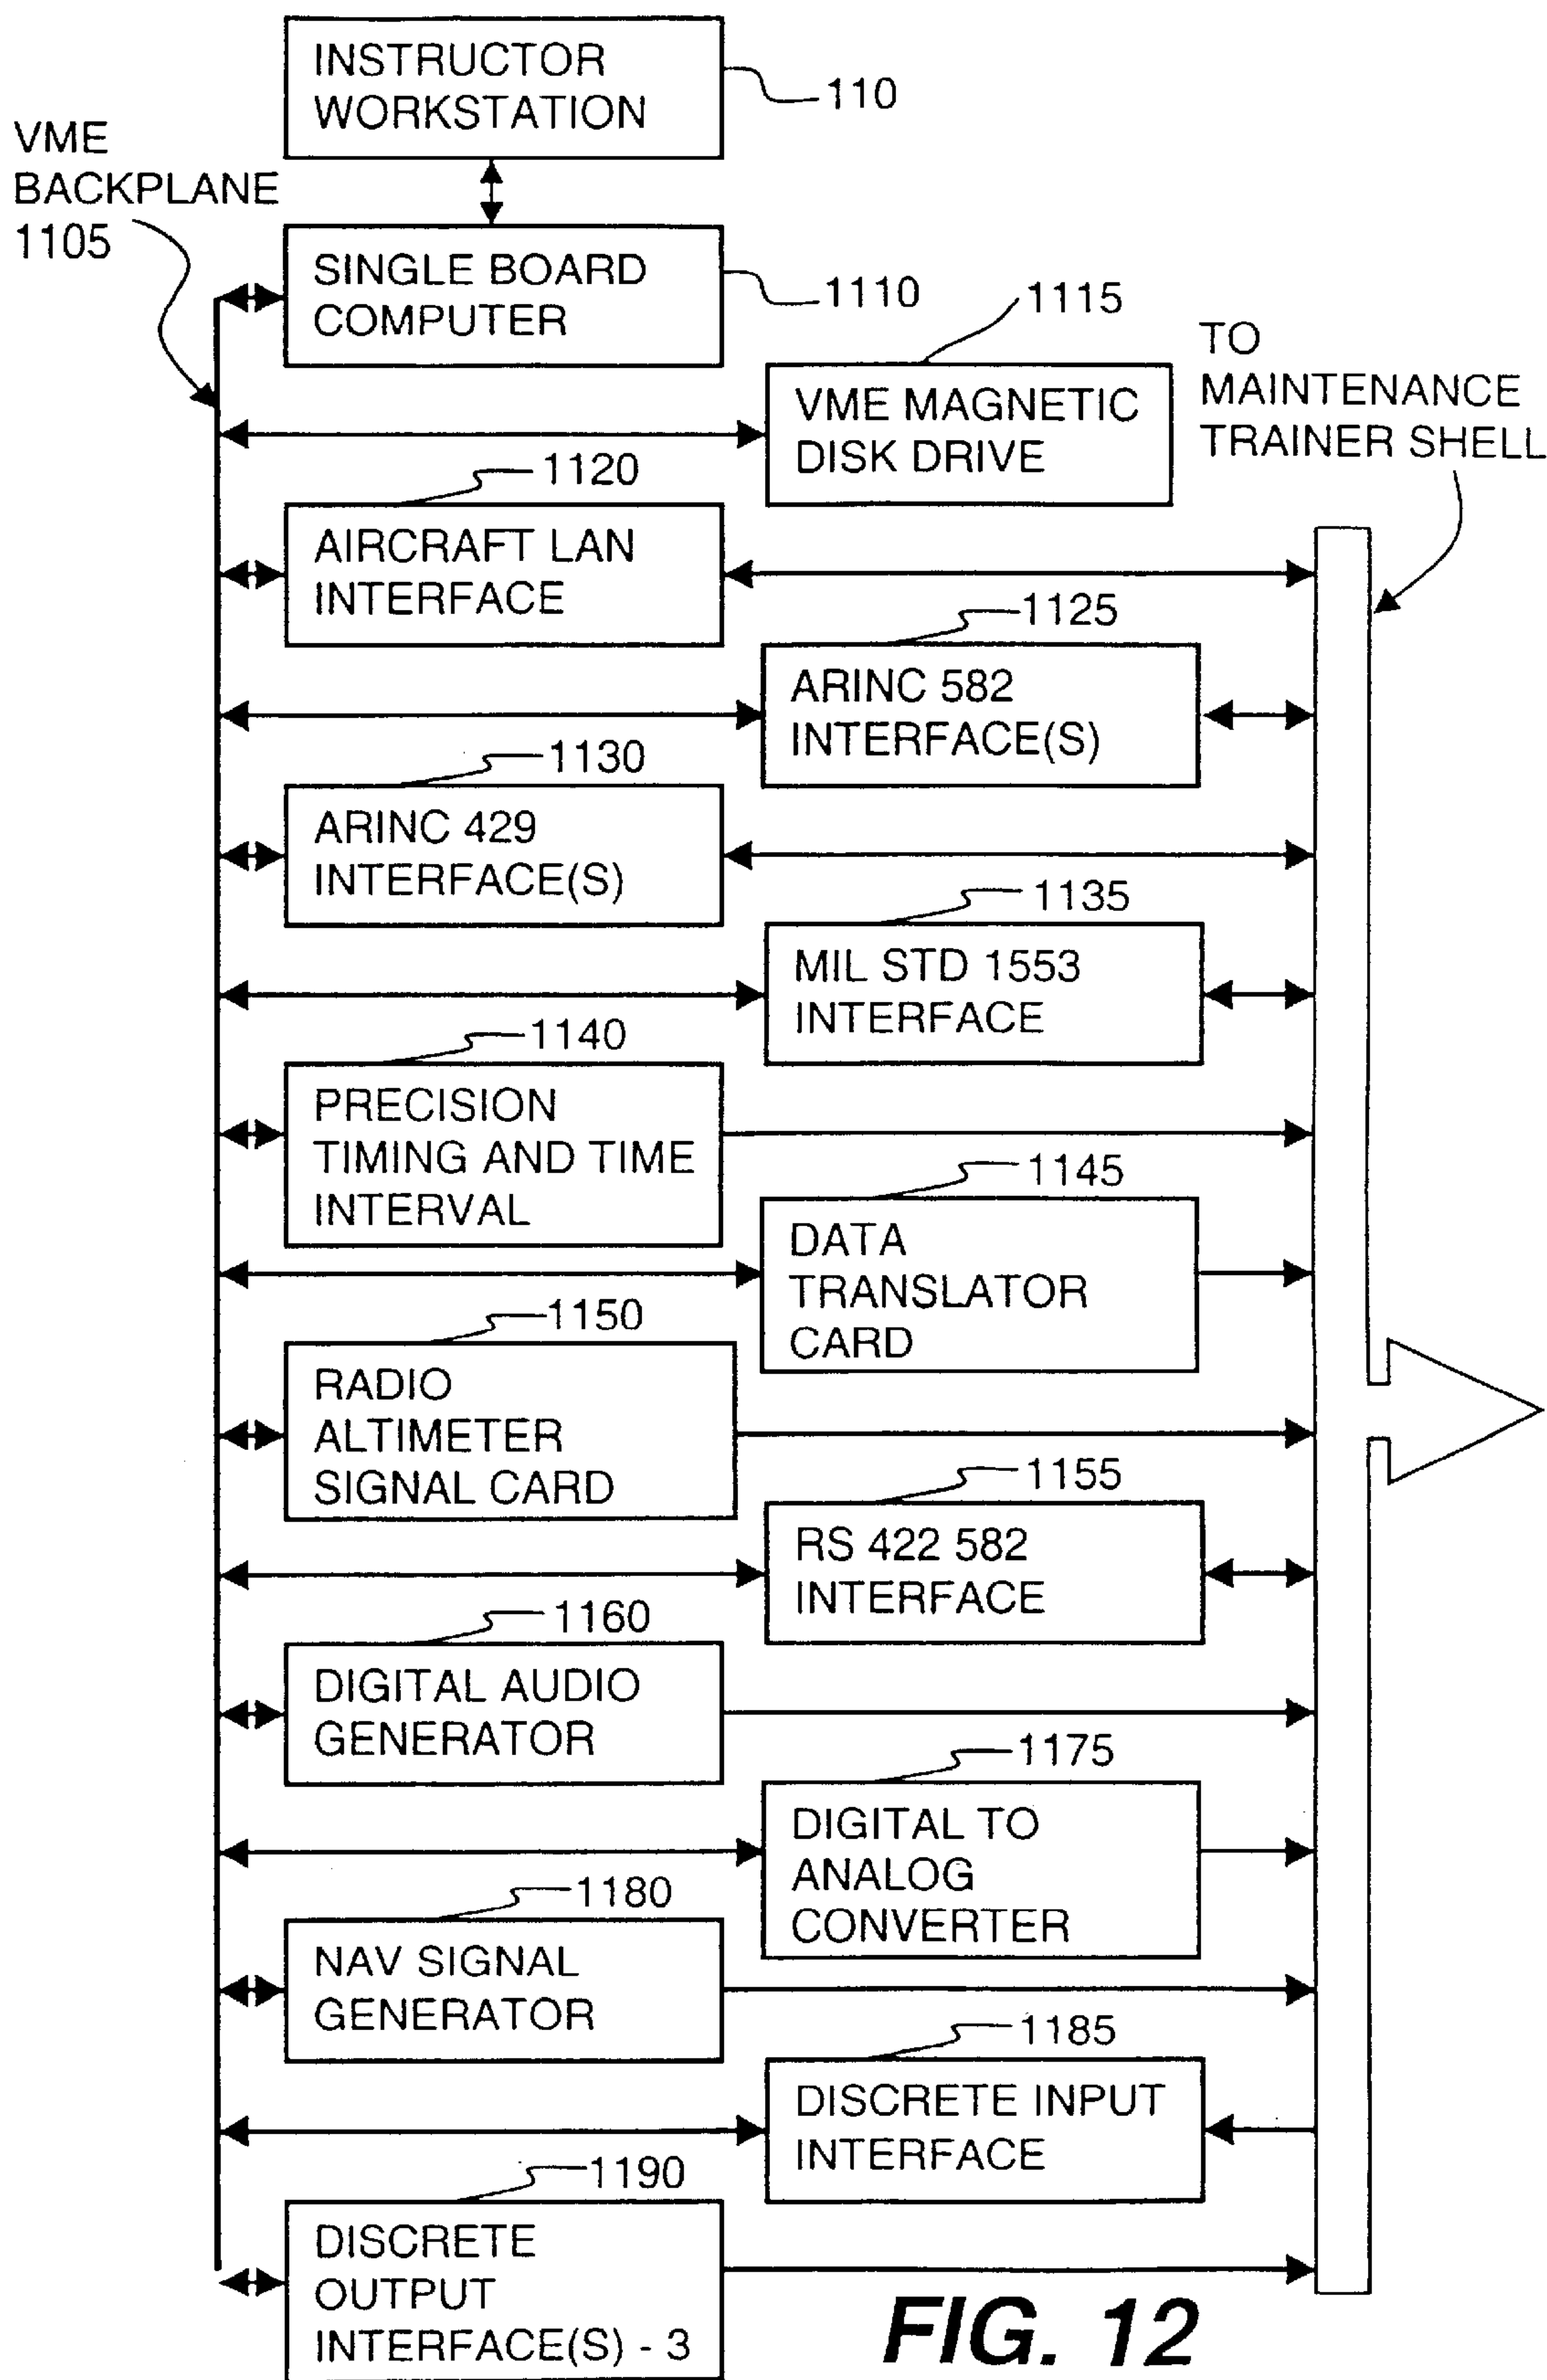 INSTRUCTOR
WORKSTATION
110
VME
BACKPLANE
1105
SINGLE BOARD
COMPUTER
1110
1115
VME MAGNETIC
DISK DRIVE
TO
MAINTENANCE
TRAINER SHELL
1120
AIRCRAFT LAN
INTERFACE
1125
ARINC 582
INTERFACE(S)
1130
ARINC 429
INTERFACE(S)
1135
MIL STD 1553
INTERFACE
1140
PRECISION
TIMING AND TIME
INTERVAL
1145
DATA
TRANSLATOR
CARD
1150
RADIO
ALTIMETER
SIGNAL CARD
1155
RS 422 582
INTERFACE
1160
DIGITAL AUDIO
GENERATOR
1175
DIGITAL TO
ANALOG
CONVERTER
1180
NAV SIGNAL
GENERATOR
1185
DISCRETE INPUT
INTERFACE
1190
DISCRETE
OUTPUT
INTERFACE(S) - 3
FIG. 12